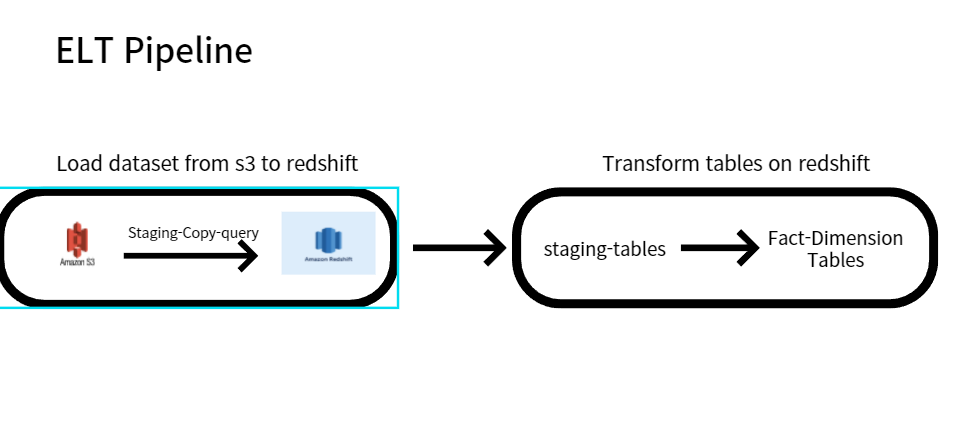 ELT Pipeline
Load dataset from s3 to redshift
Transform tables on redshift
Staging-Copy-query
Amazon S3
Amazon Redshift
staging-tables
Fact-Dimension
Tables